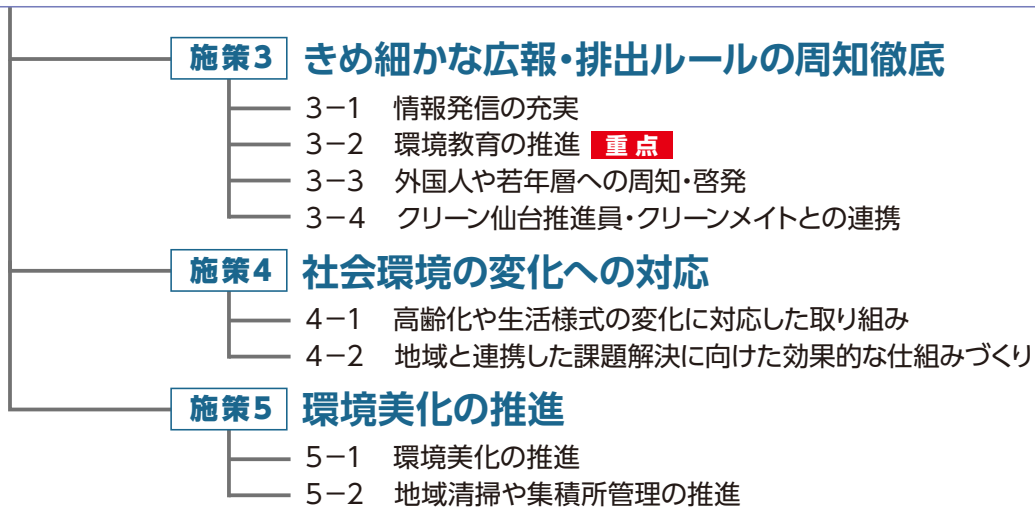 施策3 きめ細かな広報・排出ルールの周知徹底
3－1 情報発信の充実
3－2 環境教育の推進 重点
3－3 外国人や若年層への周知・啓発
3－4 クリーン仙台推進員・クリーンメイトとの連携
施策4 社会環境の変化への対応
4－1 高齢化や生活様式の変化に対応した取り組み
4－2 地域と連携した課題解決に向けた効果的な仕組みづくり
施策5 環境美化の推進
5－1 環境美化の推進
5－2 地域清掃や集積所管理の推進